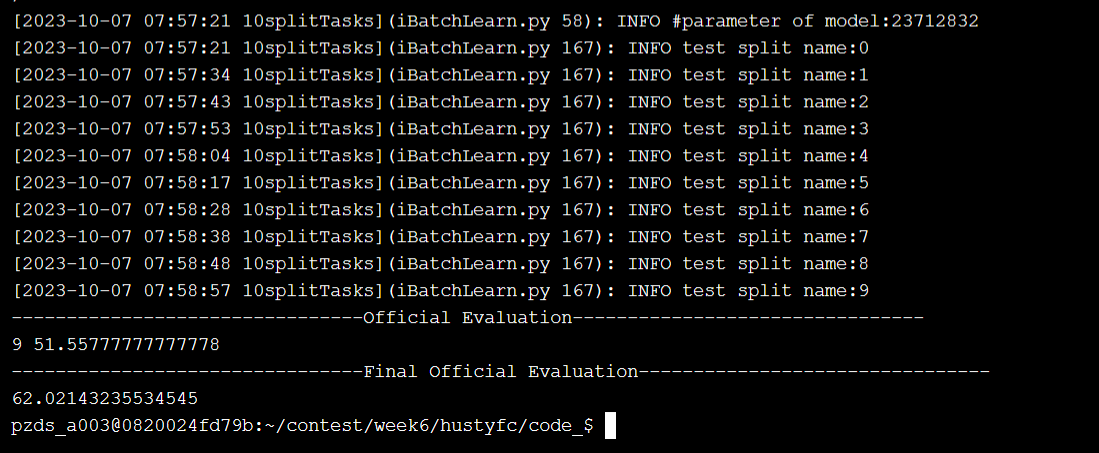 [2023-10-07 07:57:21 10splitTasks](iBatchLearn.py 58): INFO #parameter of model:23712832
[2023-10-07 07:57:21 10splitTasks](iBatchLearn.py 167): INFO test split name:0
[2023-10-07 07:57:34 10splitTasks](iBatchLearn.py 167): INFO test split name:1
[2023-10-07 07:57:43 10splitTasks](iBatchLearn.py 167): INFO test split name:2
[2023-10-07 07:57:53 10splitTasks](iBatchLearn.py 167): INFO test split name:3
[2023-10-07 07:58:04 10splitTasks](iBatchLearn.py 167): INFO test split name:4
[2023-10-07 07:58:17 10splitTasks](iBatchLearn.py 167): INFO test split name:5
[2023-10-07 07:58:28 10splitTasks](iBatchLearn.py 167): INFO test split name:6
[2023-10-07 07:58:38 10splitTasks](iBatchLearn.py 167): INFO test split name:7
[2023-10-07 07:58:48 10splitTasks](iBatchLearn.py 167): INFO test split name:8
[2023-10-07 07:58:57 10splitTasks](iBatchLearn.py 167): INFO test split name:9
--------------------------------Official Evaluation--------------------------------
9 51.55777777777778
--------------------------------Final Official Evaluation--------------------------------
62.02143235534545
pzds_a003@0820024fd79b:~/contest/week6/hustyfc/code_$